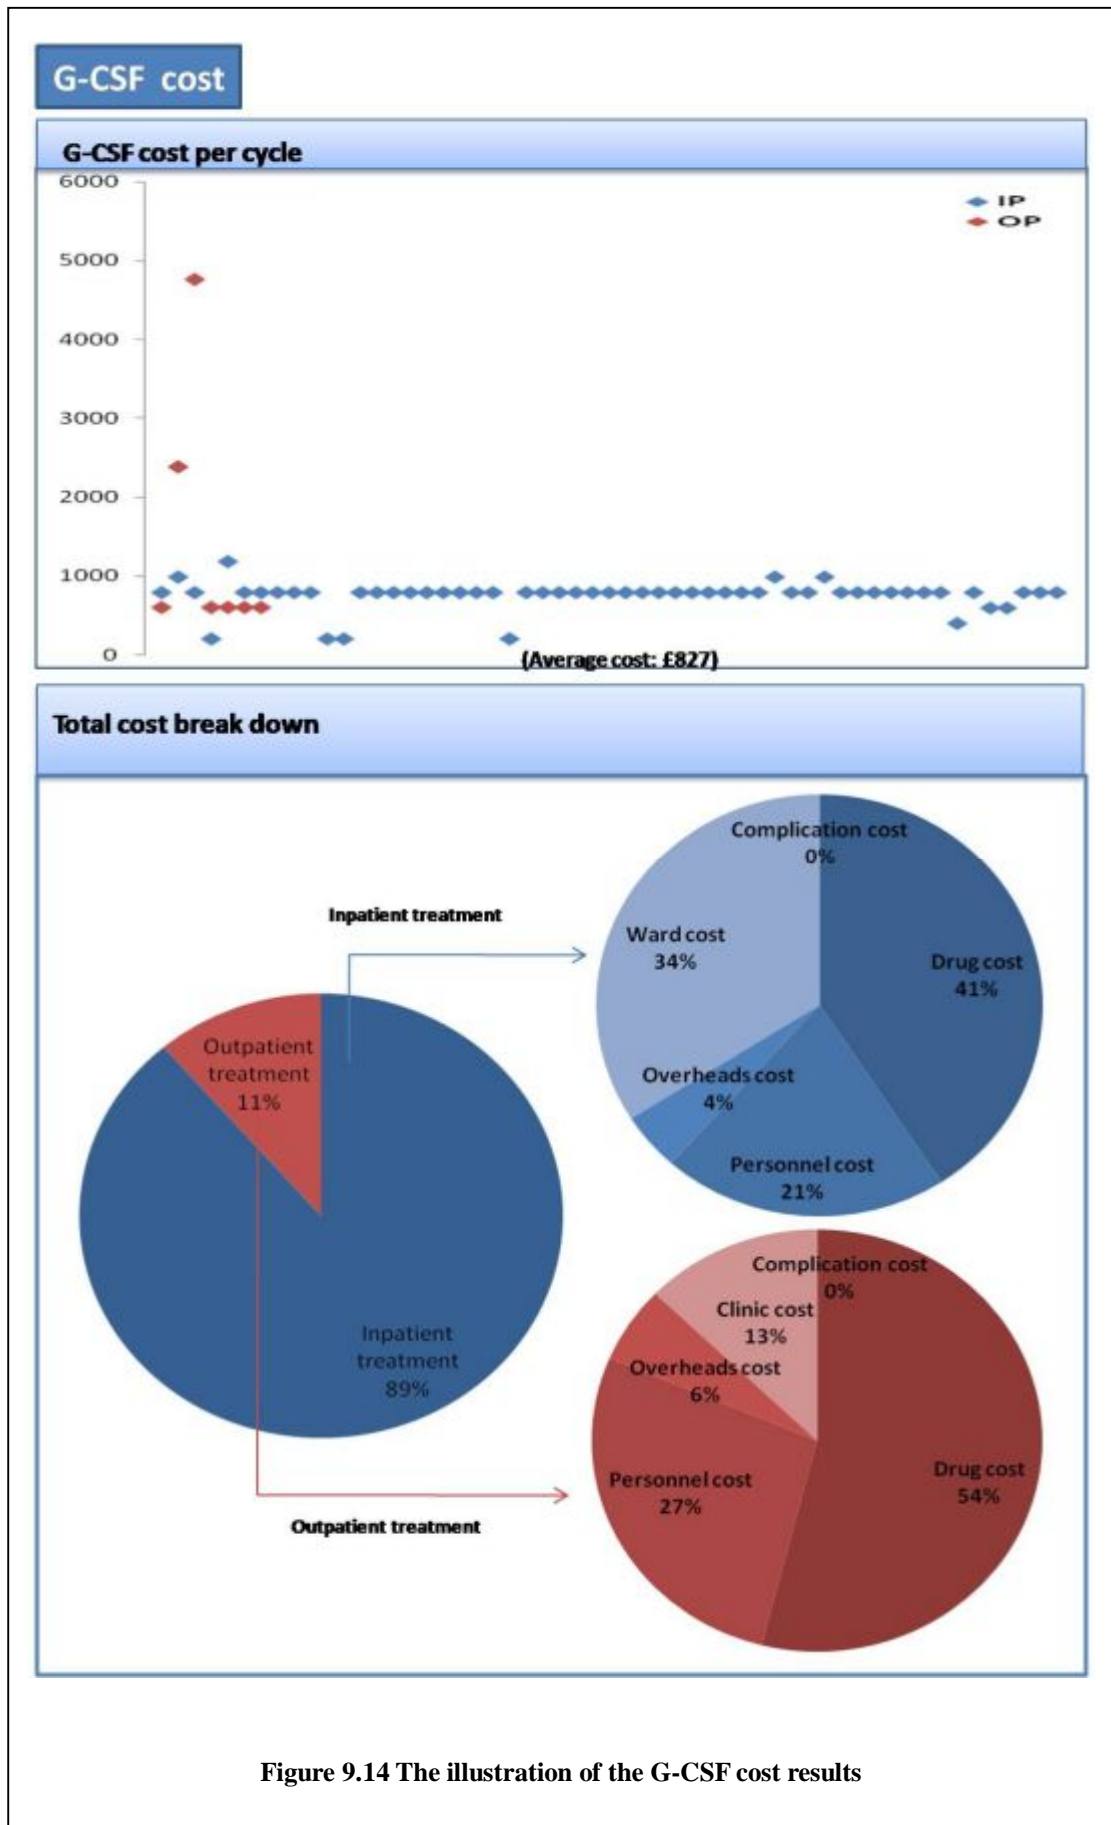 G-CSF cost
G-CSF cost per cycle
6000
5000
4000
3000
2000
1000
0
IP
OP
(Average cost: £827)
Total cost break down
Inpatient treatment
Outpatient
treatment
11%
Inpatient
treatment
89%
Outpatient treatment
Complication cost
0%
Ward cost
34%
Drug cost
41%
Overheads cost
4%
Personnel cost
21%
Complication cost
0%
Clinic cost
13%
Overheads cost
6%
Personnel cost
27%
Drug cost
54%
Figure 9.14 The illustration of the G-CSF cost results